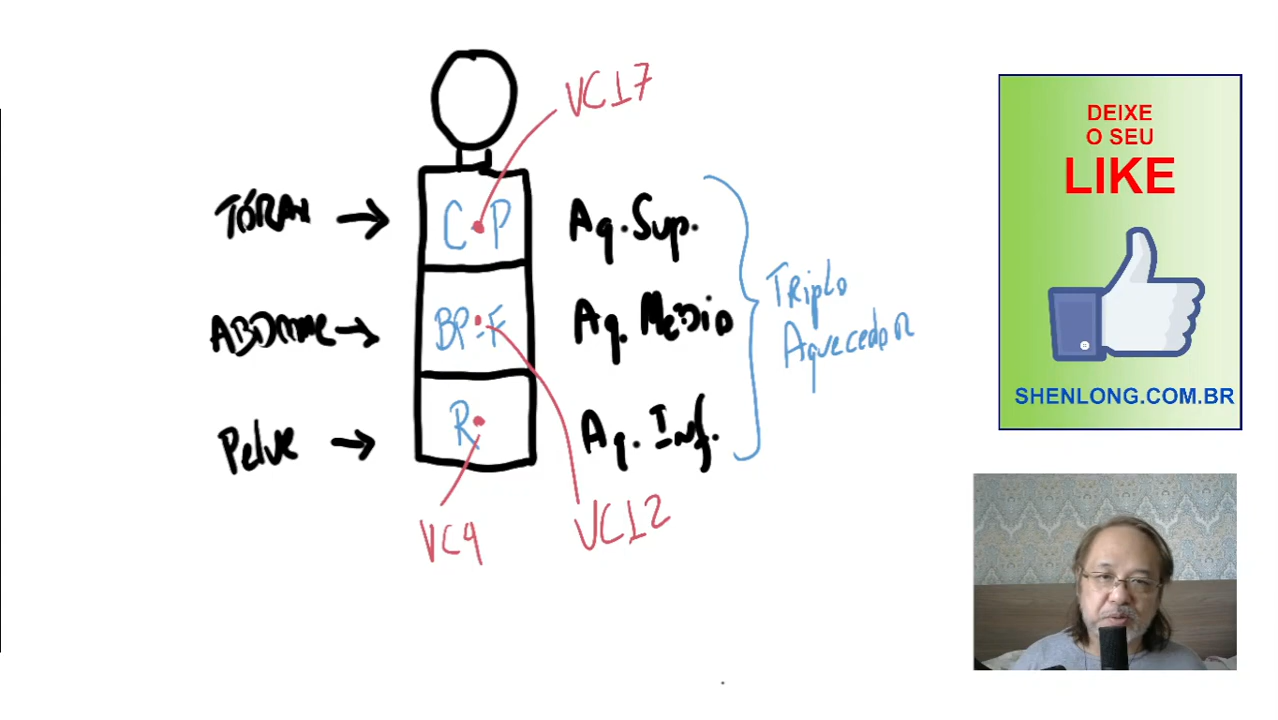 VC17
TÓRAX → C P Aq. Sup.
ABDOME → BP F Aq. Médio
Pelve → R Aq. Inf.
Triplo
Aquecedor
VC4
VC12
DEIXE
O SEU
LIKE
SHENLONG.COM.BR